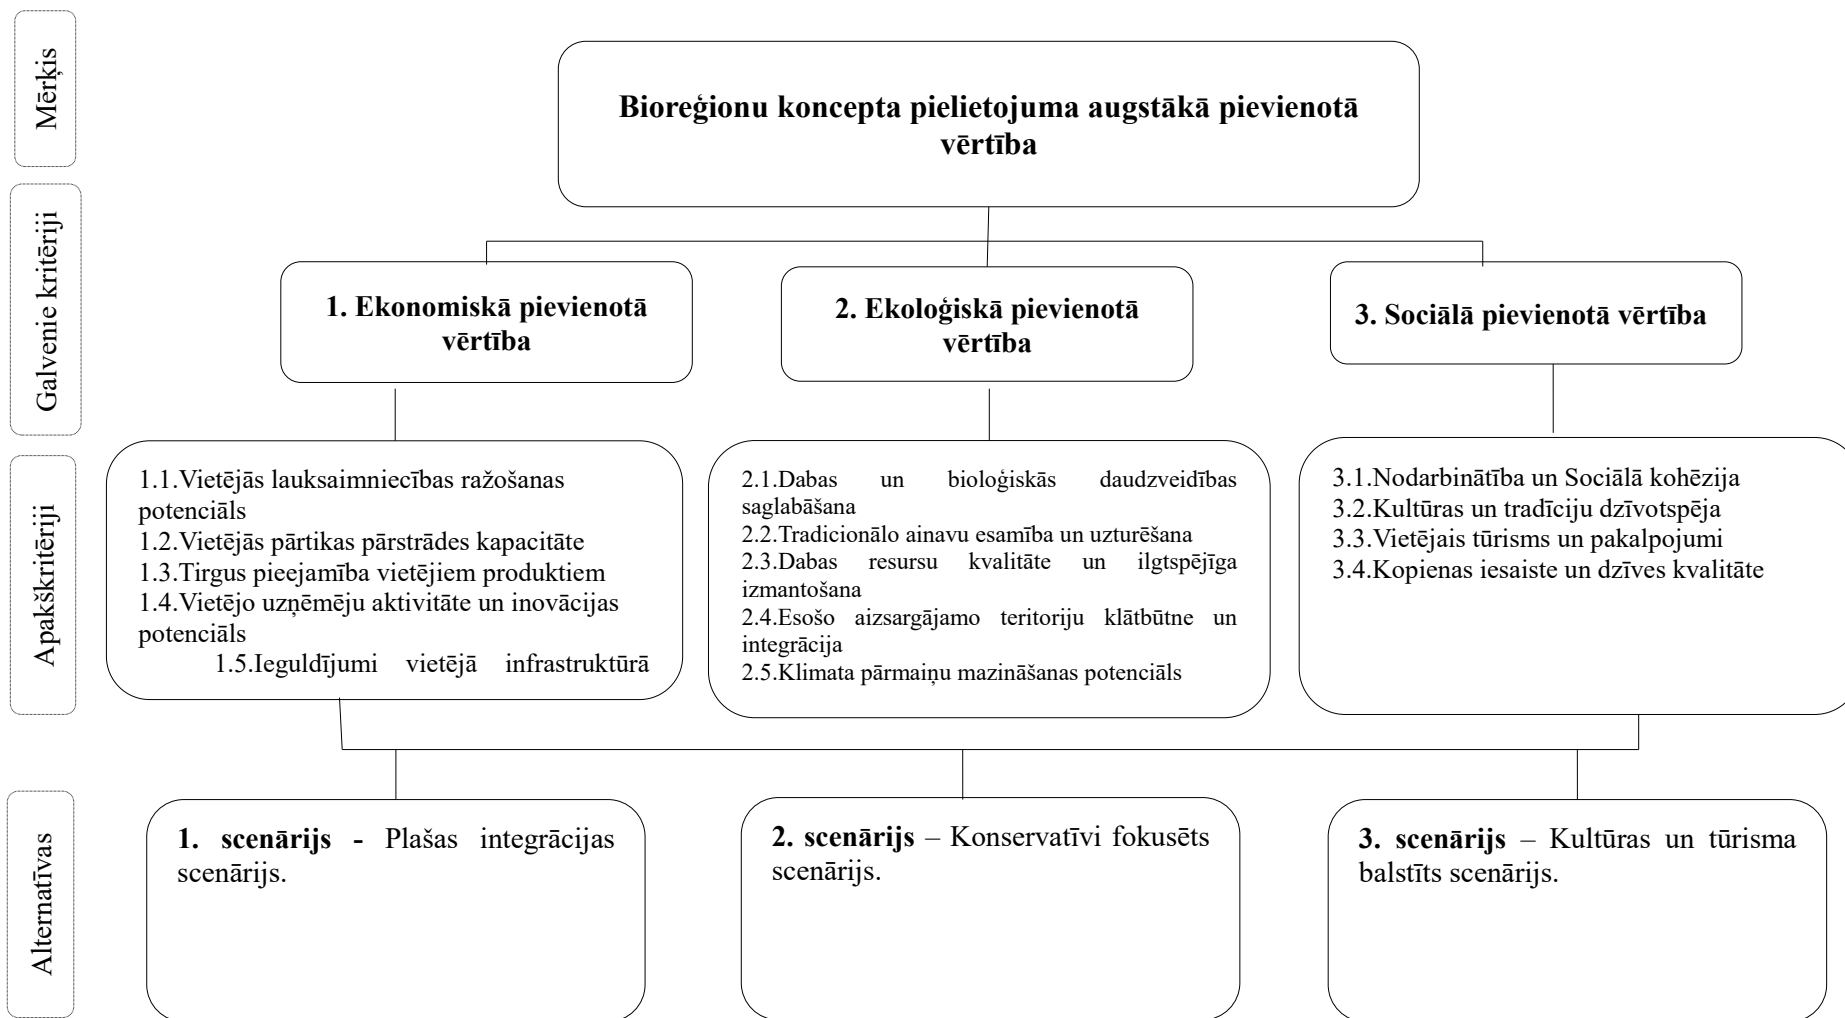 Mērķis
Bioreģionu koncepta pielietojuma augstākā pievienotā
vērtība
Galvenie kritēriji
1. Ekonomiskā pievienotā
vērtība
2. Ekoloģiskā pievienotā
vērtība
3. Sociālā pievienotā vērtība
Apakškritēriji
1.1.Vietējās lauksaimniecības ražošanas
potenciāls
1.2.Vietējās pārtikas pārstrādes kapacitāte
1.3.Tirgus pieejamība vietējiem produktiem
1.4.Vietējo uzņēmēju aktivitāte un inovācijas
potenciāls
1.5.Ieguldījumi vietējā infrastruktūrā
2.1.Dabas un bioloģiskās daudzveidības
saglabāšana
2.2.Tradicionālo ainavu esamība un uzturēšana
2.3.Dabas resursu kvalitāte un ilgtspējīga
izmantošana
2.4.Esošo aizsargājamo teritoriju klātbūtne un
integrācija
2.5.Klimata pārmaiņu mazināšanas potenciāls
3.1.Nodarbinātība un Sociālā kohēzija
3.2.Kultūras un tradīciju dzīvotspēja
3.3.Vietējais tūrisms un pakalpojumi
3.4.Kopienas iesaiste un dzīves kvalitāte
Alternatīvas
1. scenārijs - Plašas integrācijas
scenārijs.
2. scenārijs – Konservatīvi fokusēts
scenārijs.
3. scenārijs – Kultūras un tūrisma
balstīts scenārijs.